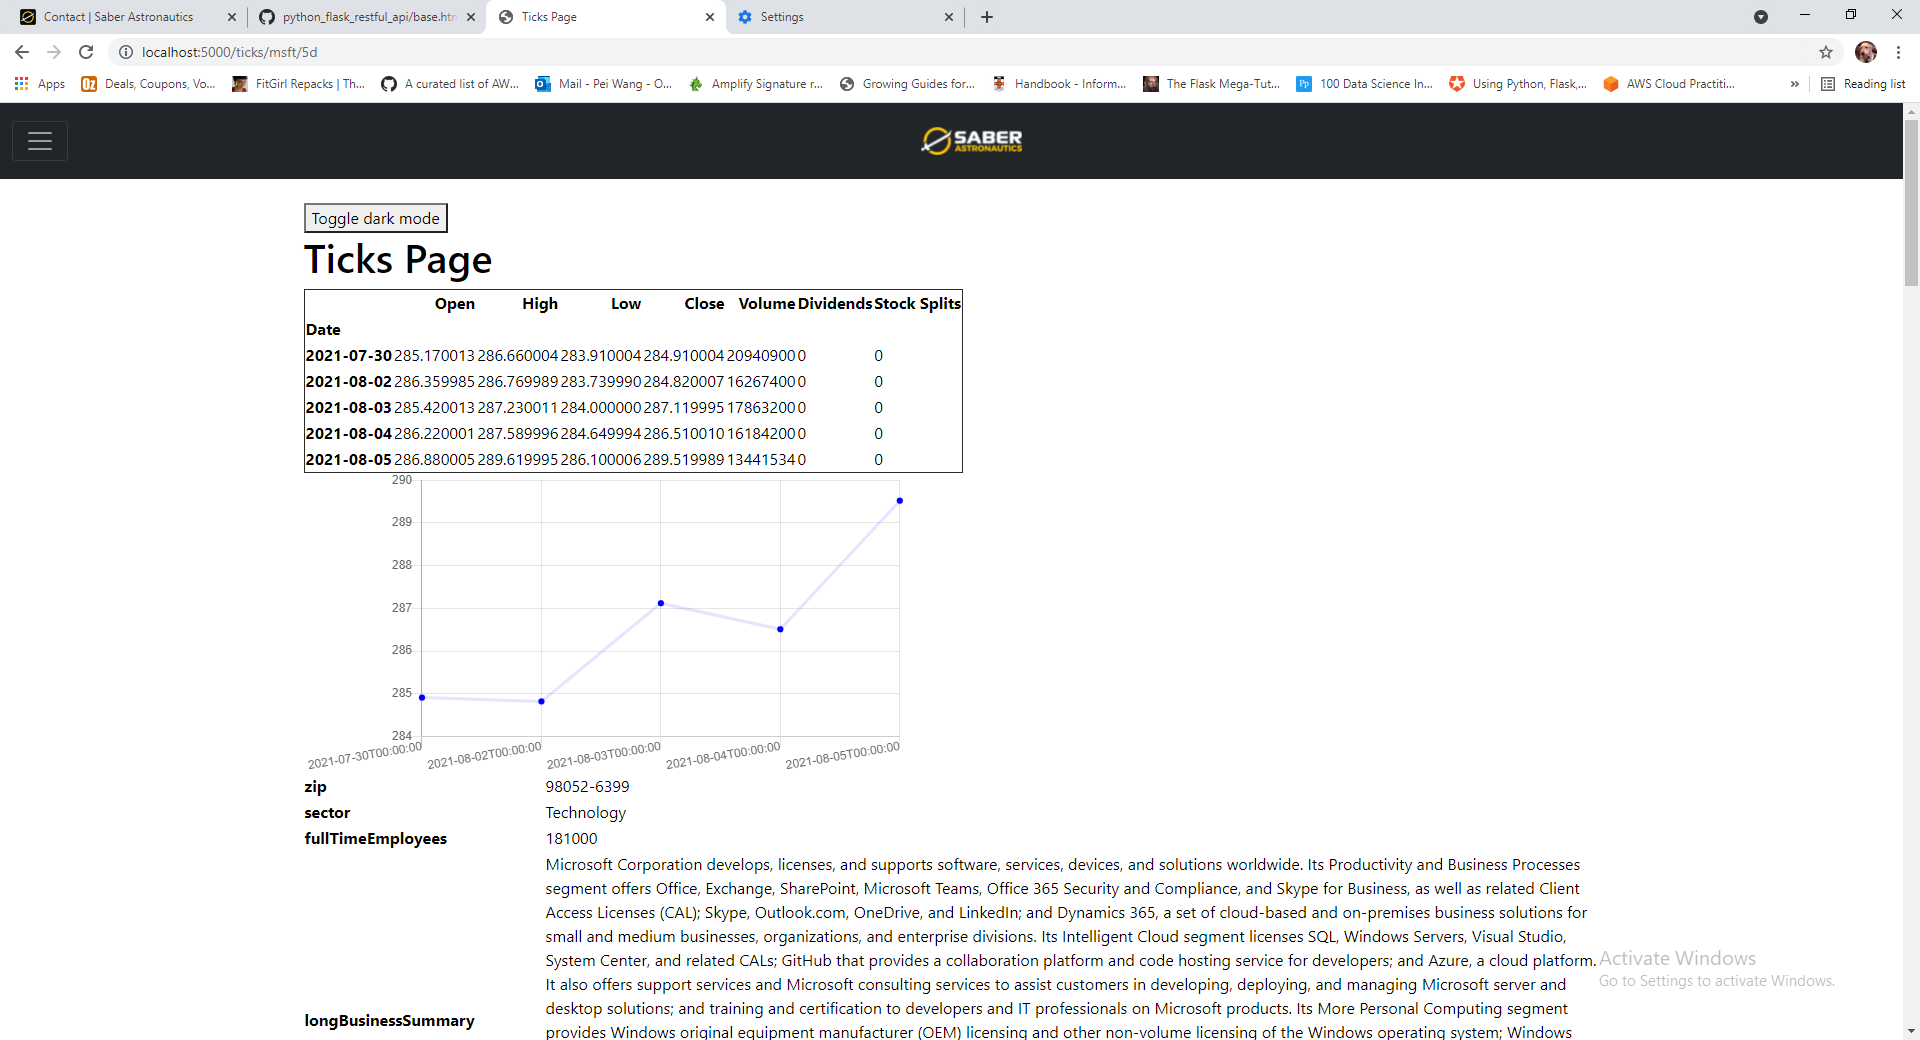 Contact | Saber Astronautics
python_flask_restful_api/base.htm
Ticks Page
Settings
localhost:5000/ticks/msft/5d
Apps
Deals, Coupons, Vo...
FitGirl Repacks | Th...
A curated list of AW...
Mail - Pei Wang - O...
Amplify Signature r...
Growing Guides for...
Handbook - Inform...
The Flask Mega-Tut...
Pp 100 Data Science In...
Using Python, Flask,...
AWS Cloud Practiti...
»
Reading list
SABER
ASTRONAUTICS
Toggle dark mode
Ticks Page
Open High Low Close Volume Dividends Stock Splits
Date
2021-07-30 285.170013 286.660004 283.910004 284.910004 20940900 0 0
2021-08-02 286.359985 286.769989 283.739990 284.820007 16267400 0 0
2021-08-03 285.420013 287.230011 284.000000 287.119995 17863200 0 0
2021-08-04 286.220001 287.589996 284.649994 286.510010 16184200 0 0
2021-08-05 286.880005 289.619995 286.100006 289.519989 13441534 0 0
290
289
288
287
286
285
284
2021-07-30T00:00:00 2021-08-02T00:00:00 2021-08-03T00:00:00 2021-08-04T00:00:00 2021-08-05T00:00:00
zip 98052-6399
sector Technology
fullTimeEmployees 181000
Microsoft Corporation develops, licenses, and supports software, services, devices, and solutions worldwide. Its Productivity and Business Processes
segment offers Office, Exchange, SharePoint, Microsoft Teams, Office 365 Security and Compliance, and Skype for Business, as well as related Client
Access Licenses (CAL); Skype, Outlook.com, OneDrive, and LinkedIn; and Dynamics 365, a set of cloud-based and on-premises business solutions for
small and medium businesses, organizations, and enterprise divisions. Its Intelligent Cloud segment licenses SQL, Windows Servers, Visual Studio,
System Center, and related CALs; GitHub that provides a collaboration platform and code hosting service for developers; and Azure, a cloud platform.
It also offers support services and Microsoft consulting services to assist customers in developing, deploying, and managing Microsoft server and
desktop solutions; and training and certification to developers and IT professionals on Microsoft products. Its More Personal Computing segment
longBusinessSummary
provides Windows original equipment manufacturer (OEM) licensing and other non-volume licensing of the Windows operating system; Windows
Activate Windows
Go to Settings to activate Windows.